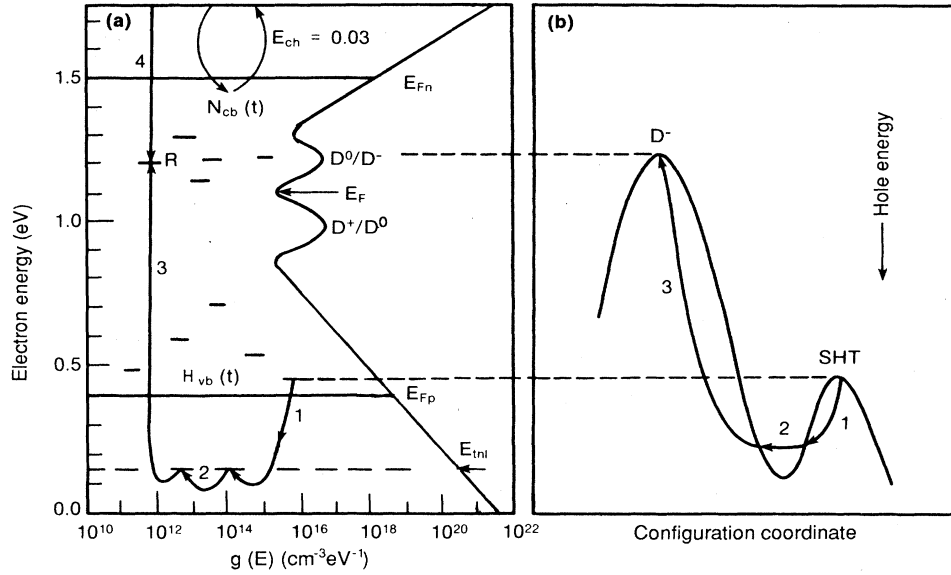 (a)
E_ch = 0.03
4
1.5
E_Fn
N_cb (t)
R
D⁰/D⁻
E_F
1.0
D⁺/D⁰
3
Electron energy (eV)
0.5
H_vb (t)
E_Fp
1
2
E_tnl
0.0
10¹⁰ 10¹² 10¹⁴ 10¹⁶ 10¹⁸ 10²⁰ 10²²
g (E) (cm⁻³eV⁻¹)
(b)
D⁻
Hole energy
3
SHT
2
1
Configuration coordinate